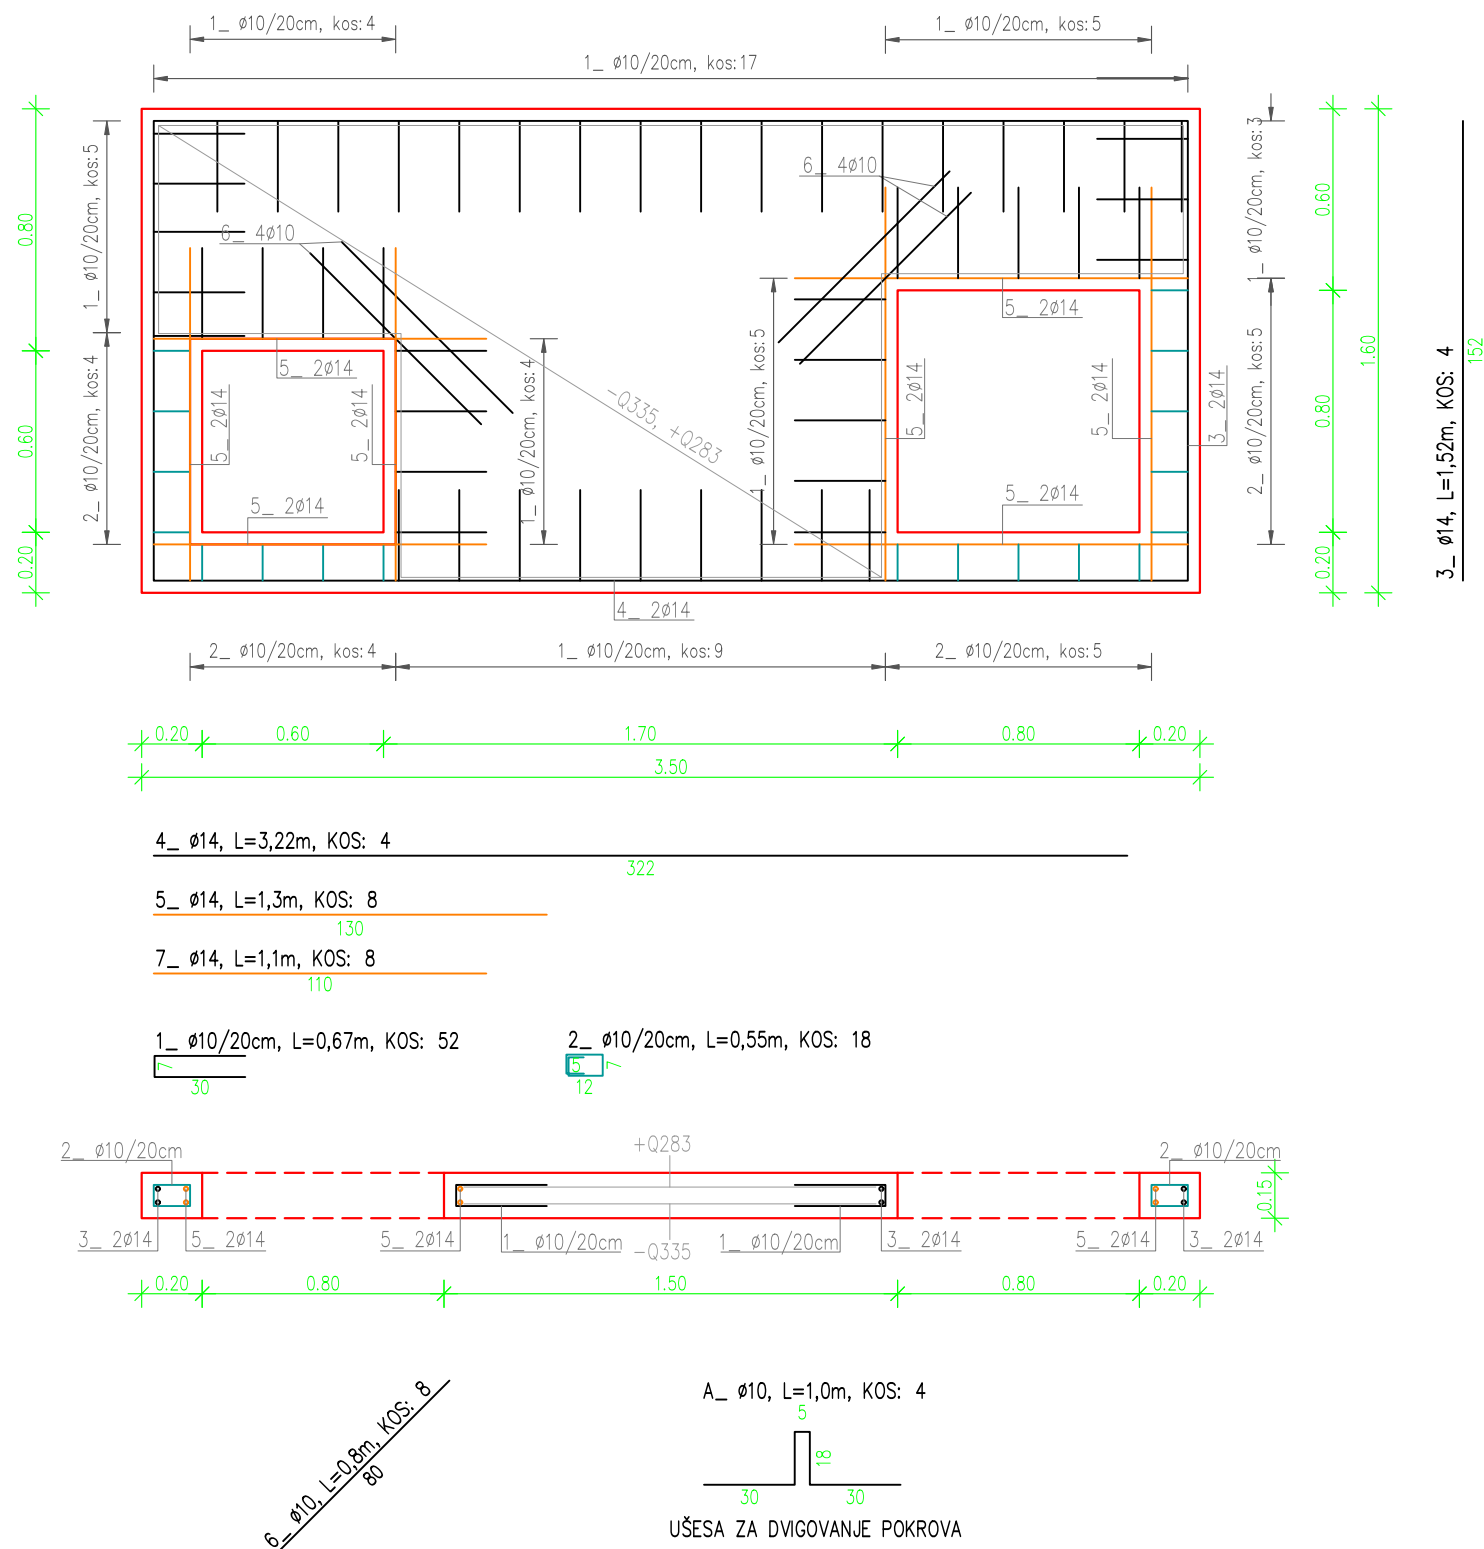 1_ ø10/20cm, kos:4
1_ ø10/20cm, kos:5
1_ ø10/20cm, kos:17
1_ ø10/20cm, kos:5
0.80
6_ 4ø10
6_ 4ø10
1_ ø10/20cm, kos:3
0.60
1.60
152
3_ ø14, L=1,52m, KOS: 4
5_ 2ø14
5_ 2ø14
5_ 2ø14
5_ 2ø14
-Q335, +Q283
1_ ø10/20cm, kos:4
1_ ø10/20cm, kos:5
5_ 2ø14
5_ 2ø14
3_ 2ø14
2_ ø10/20cm, kos:4
0.60
2_ ø10/20cm, kos:5
0.80
5_ 2ø14
5_ 2ø14
0.20
0.20
4_ 2ø14
2_ ø10/20cm, kos:4
1_ ø10/20cm, kos:9
2_ ø10/20cm, kos:5
0.20
0.60
1.70
0.80
0.20
3.50
4_ ø14, L=3,22m, KOS: 4
322
5_ ø14, L=1,3m, KOS: 8
130
7_ ø14, L=1,1m, KOS: 8
110
1_ ø10/20cm, L=0,67m, KOS: 52
7
30
2_ ø10/20cm, L=0,55m, KOS: 18
5
7
12
2_ ø10/20cm
+Q283
2_ ø10/20cm
0.15
3_ 2ø14
5_ 2ø14
5_ 2ø14
1_ ø10/20cm
-Q335
1_ ø10/20cm
3_ 2ø14
5_ 2ø14
3_ 2ø14
0.20
0.80
1.50
0.80
0.20
6_ ø10, L=0,8m, KOS: 8
80
A_ ø10, L=1,0m, KOS: 4
5
18
30
30
UŠESA ZA DVIGOVANJE POKROVA